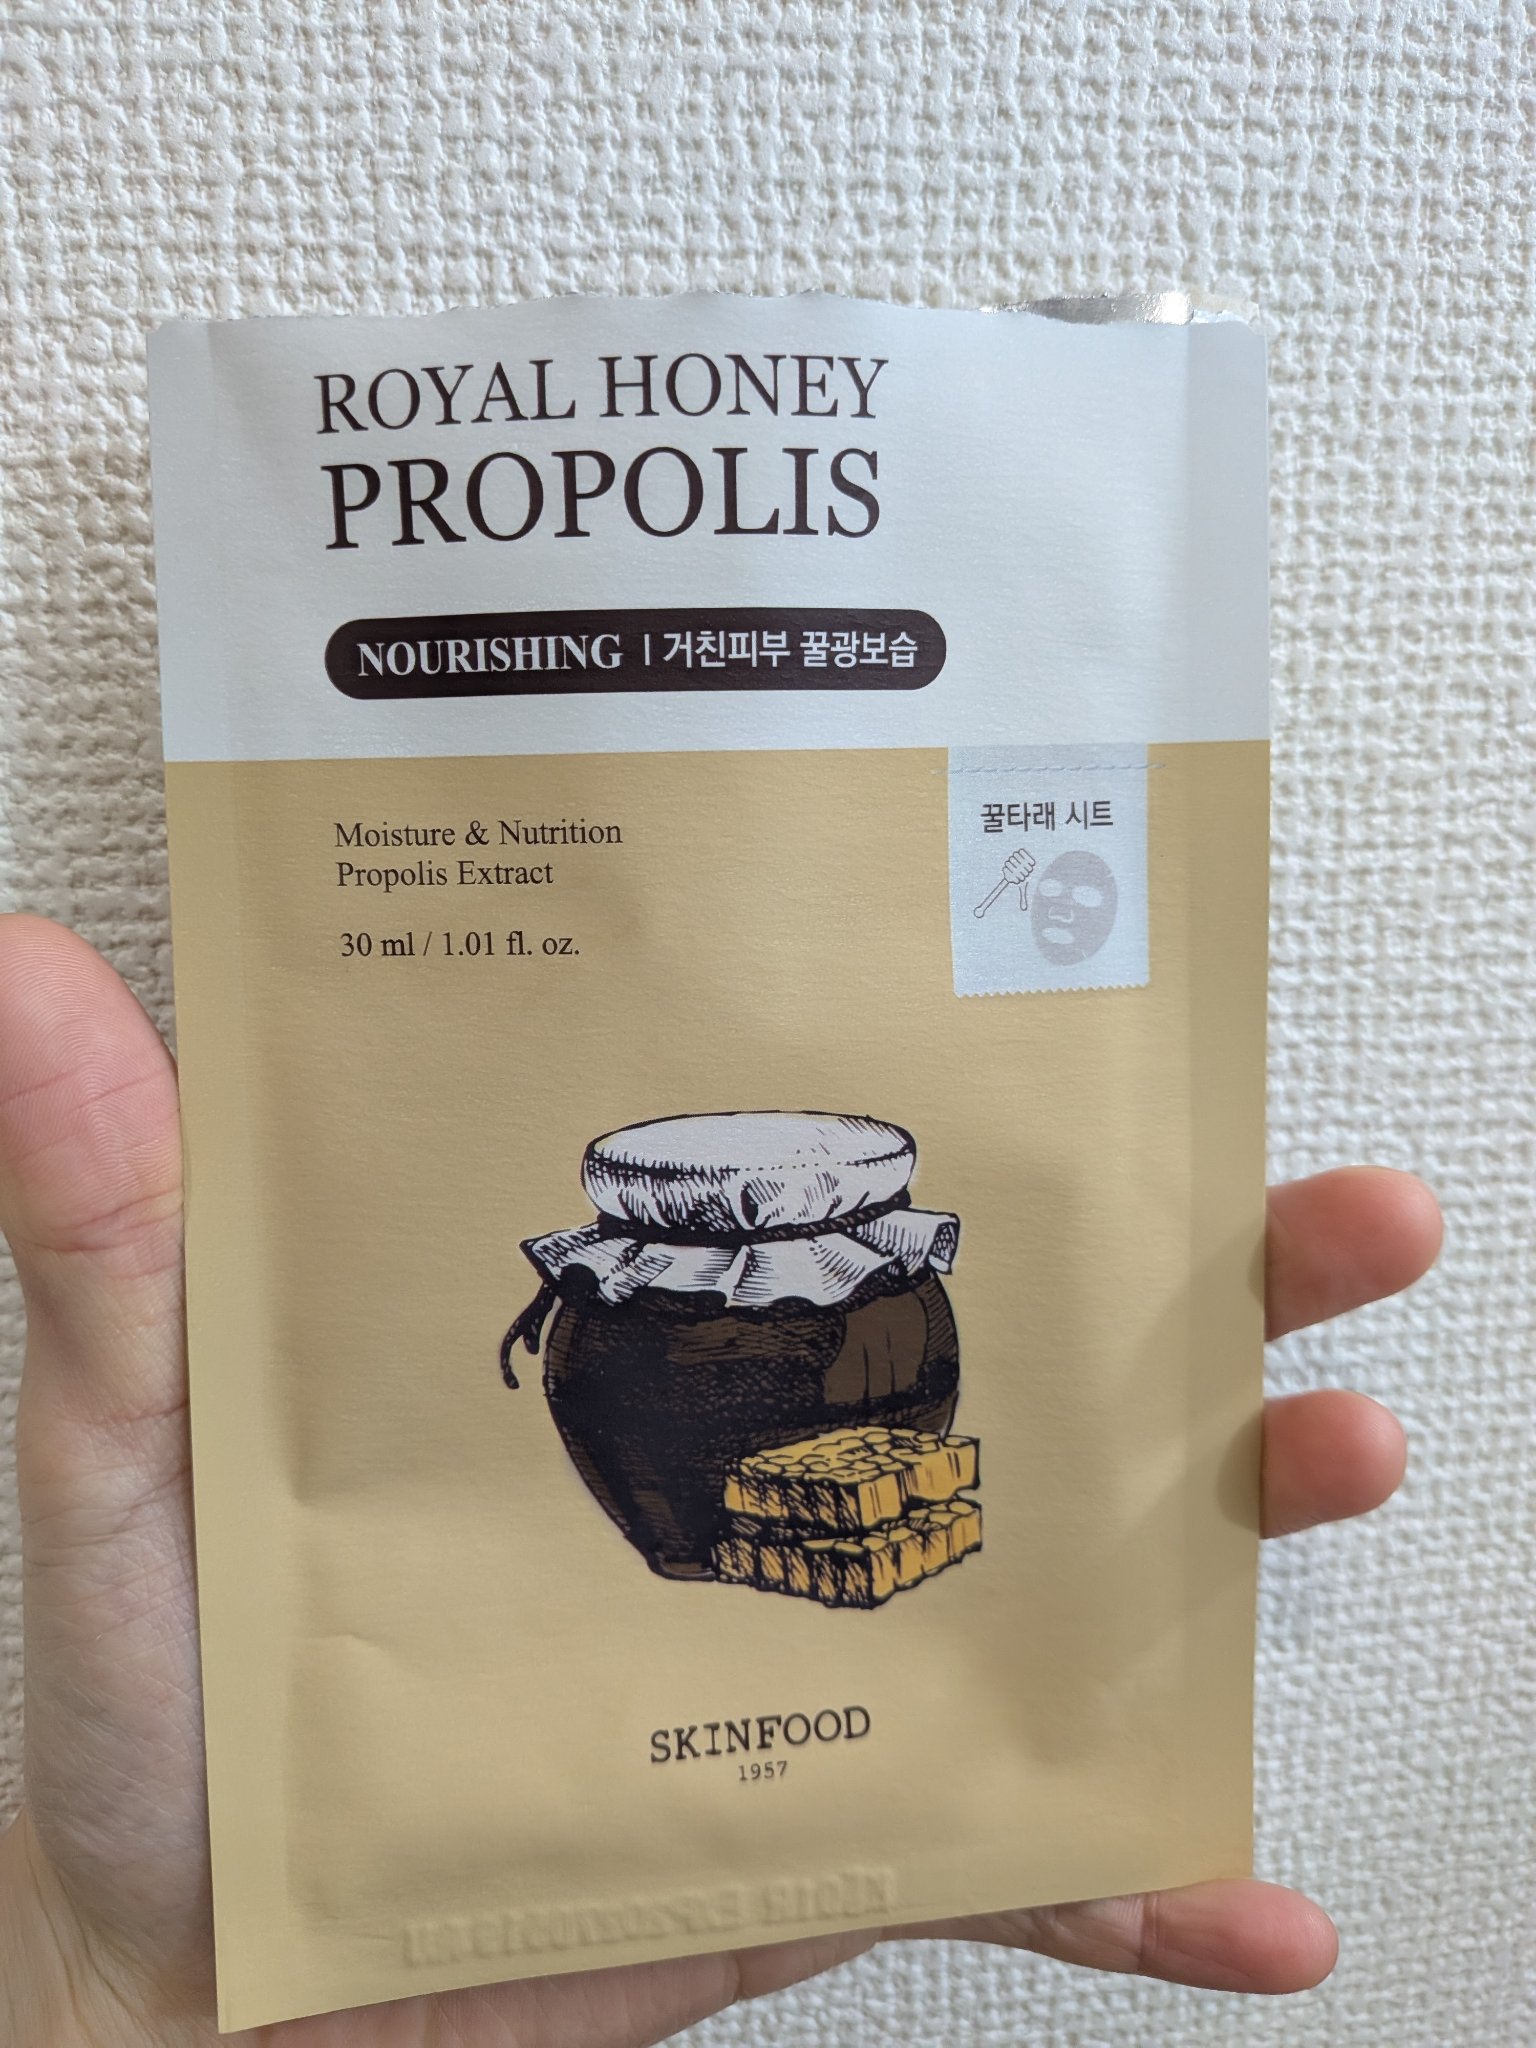 ROYAL HONEY
PROPOLIS
NOURISHING | 거친피부 꿀광보습
Moisture & Nutrition
Propolis Extract
30 ml / 1.01 fl. oz.
꿀타래 시트
SKINFOOD
1957